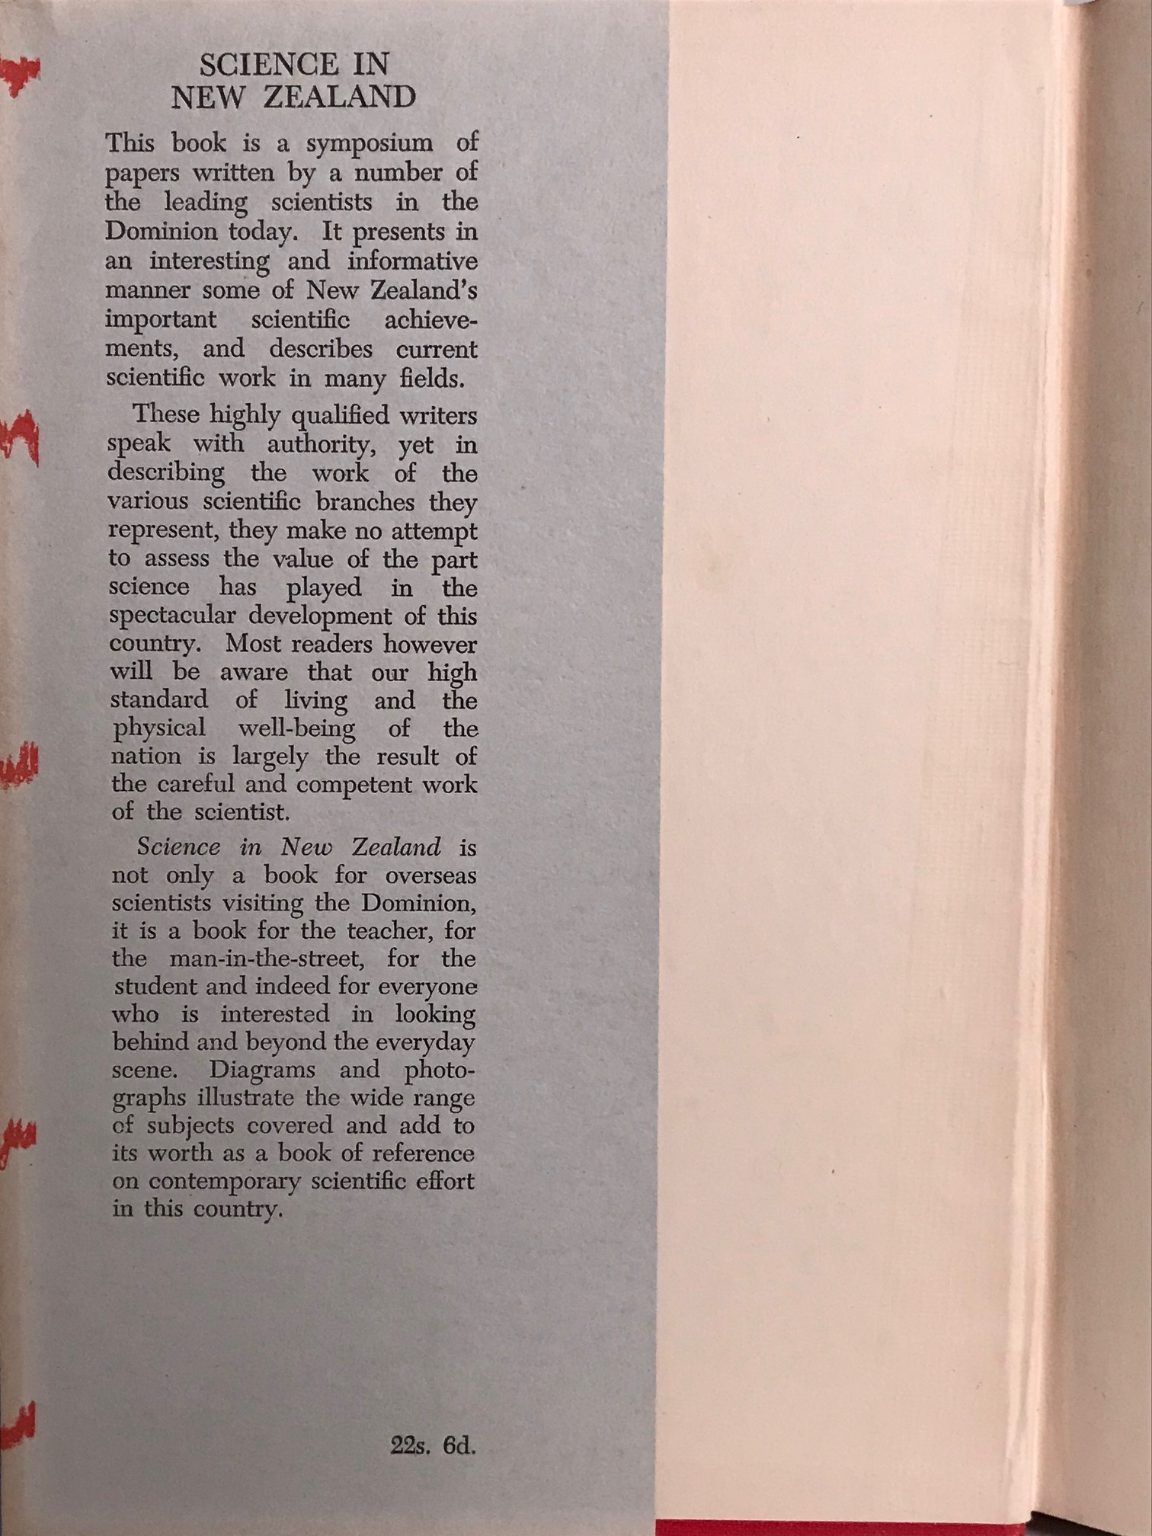 SCIENCE IN
NEW ZEALAND
This book is a symposium of
papers written by a number of
the leading scientists in the
Dominion today. It presents in
an interesting and informative
manner some of New Zealand's
important scientific achieve-
ments, and describes current
scientific work in many fields.
These highly qualified writers
speak with authority, yet in
describing the work of the
various scientific branches they
represent, they make no attempt
to assess the value of the part
science has played in the
spectacular development of this
country. Most readers however
will be aware that our high
standard of living and the
physical well-being of the
nation is largely the result of
the careful and competent work
of the scientist.
Science in New Zealand is
not only a book for overseas
scientists visiting the Dominion,
it is a book for the teacher, for
the man-in-the-street, for the
student and indeed for everyone
who is interested in looking
behind and beyond the everyday
scene. Diagrams and photo-
graphs illustrate the wide range
of subjects covered and add to
its worth as a book of reference
on contemporary scientific effort
in this country.
22s. 6d.